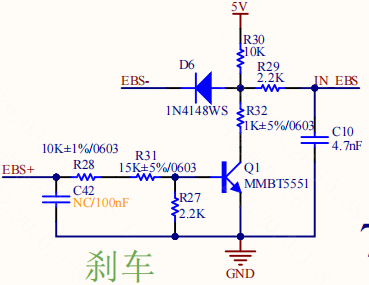 5V
R30
10K
D6
R29
EBS-
2.2K
IN_EBS
1N4148WS
R32
1K±5%/0603
C10
4.7nF
10K±1%/0603
R31
EBS+
R28
15K±5%/0603
Q1
MMBT5551
C42
NC/100nF
R27
2.2K
刹车
GND